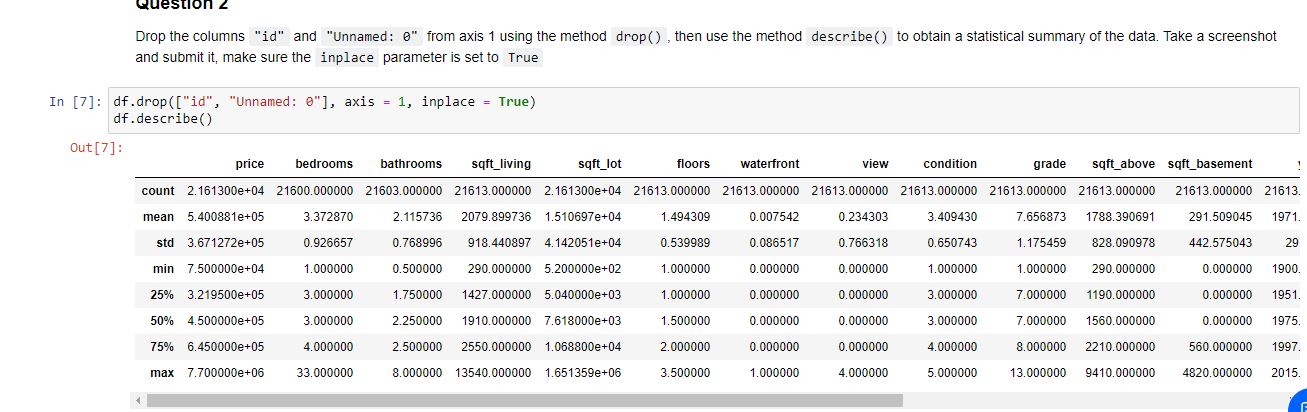 Question 2
Drop the columns "id" and "Unnamed: 0" from axis 1 using the method drop() , then use the method describe() to obtain a statistical summary of the data. Take a screenshot
and submit it, make sure the inplace parameter is set to True
In [7]: df.drop(["id", "Unnamed: 0"], axis = 1, inplace = True)
df.describe()
Out[7]:
price bedrooms bathrooms sqft_living sqft_lot floors waterfront view condition grade sqft_above sqft_basement
count 2.161300e+04 21600.000000 21603.000000 21613.000000 2.161300e+04 21613.000000 21613.000000 21613.000000 21613.000000 21613.000000 21613.000000 21613.000000 21613.
mean 5.400881e+05 3.372870 2.115736 2079.899736 1.510697e+04 1.494309 0.007542 0.234303 3.409430 7.656873 1788.390691 291.509045 1971.
std 3.671272e+05 0.926657 0.768996 918.440897 4.142051e+04 0.539989 0.086517 0.766318 0.650743 1.175459 828.090978 442.575043 29
min 7.500000e+04 1.000000 0.500000 290.000000 5.200000e+02 1.000000 0.000000 0.000000 1.000000 1.000000 290.000000 0.000000 1900.
25% 3.219500e+05 3.000000 1.750000 1427.000000 5.040000e+03 1.000000 0.000000 0.000000 3.000000 7.000000 1190.000000 0.000000 1951.
50% 4.500000e+05 3.000000 2.250000 1910.000000 7.618000e+03 1.500000 0.000000 0.000000 3.000000 7.000000 1560.000000 0.000000 1975.
75% 6.450000e+05 4.000000 2.500000 2550.000000 1.068800e+04 2.000000 0.000000 0.000000 4.000000 8.000000 2210.000000 560.000000 1997.
max 7.700000e+06 33.000000 8.000000 13540.000000 1.651359e+06 3.500000 1.000000 4.000000 5.000000 13.000000 9410.000000 4820.000000 2015.